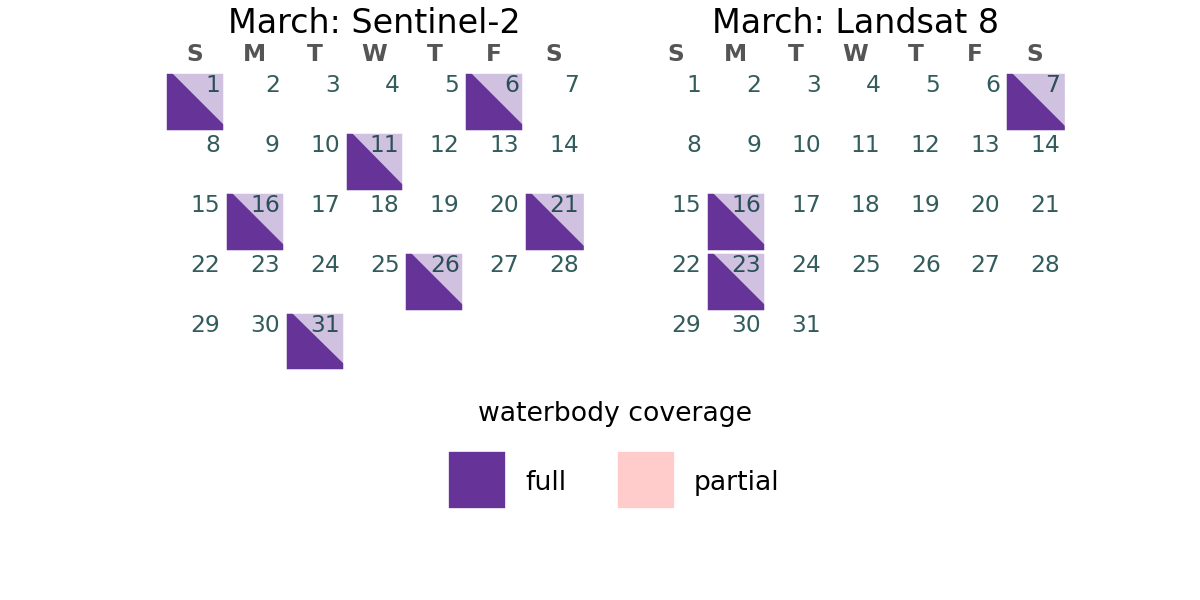 March: Sentinel-2
S M T W T F S
1 2 3 4 5 6 7
8 9 10 11 12 13 14
15 16 17 18 19 20 21
22 23 24 25 26 27 28
29 30 31
March: Landsat 8
S M T W T F S
1 2 3 4 5 6 7
8 9 10 11 12 13 14
15 16 17 18 19 20 21
22 23 24 25 26 27 28
29 30 31
waterbody coverage
full partial